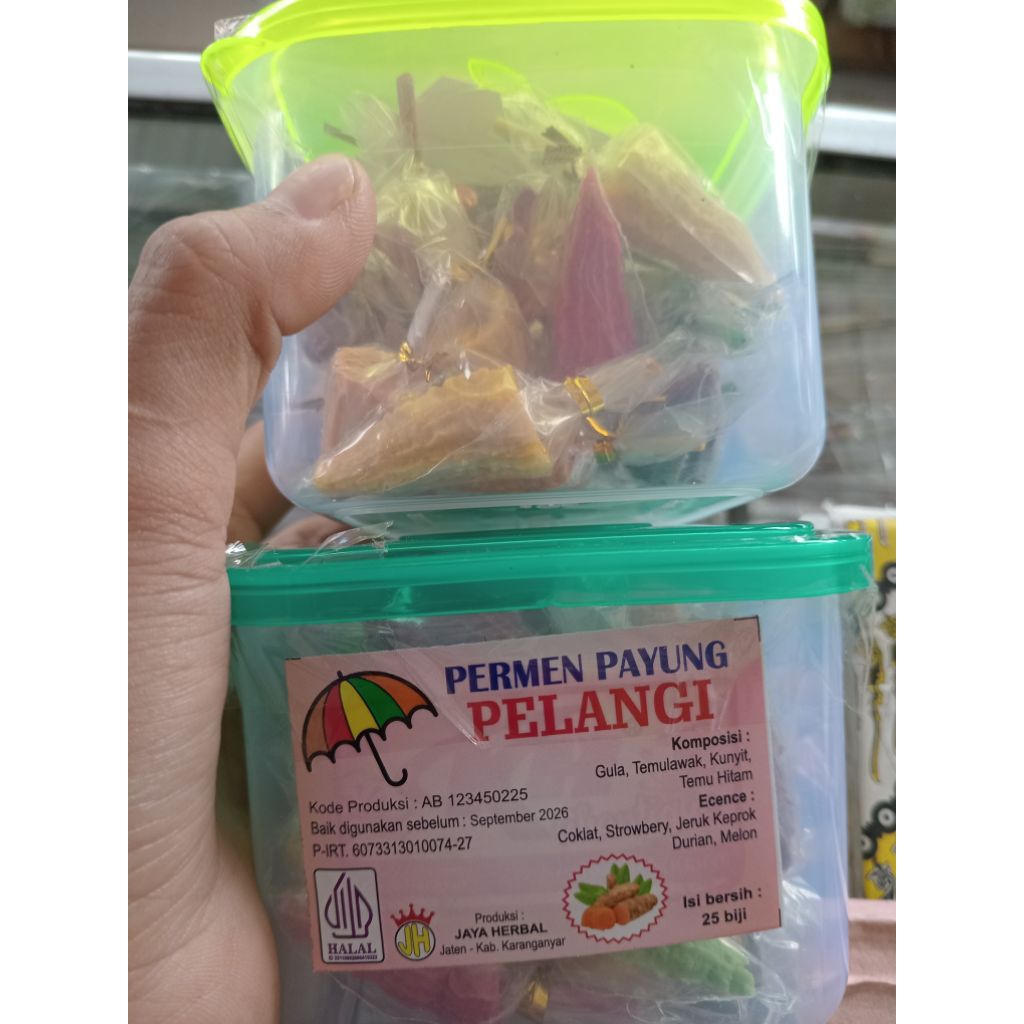 PERMEN PAYUNG
PELANGI
Komposisi :
Gula, Temulawak, Kunyit,
Temu Hitam
Ecence :
Coklat, Strowbery, Jeruk Keprok
Durian, Melon
Kode Produksi : AB 123450225
Baik digunakan sebelum : September 2026
P-IRT. 6073313010074-27
HALAL
JH
Produksi :
JAYA HERBAL
Jaten - Kab. Karanganyar
Isi bersih :
25 biji